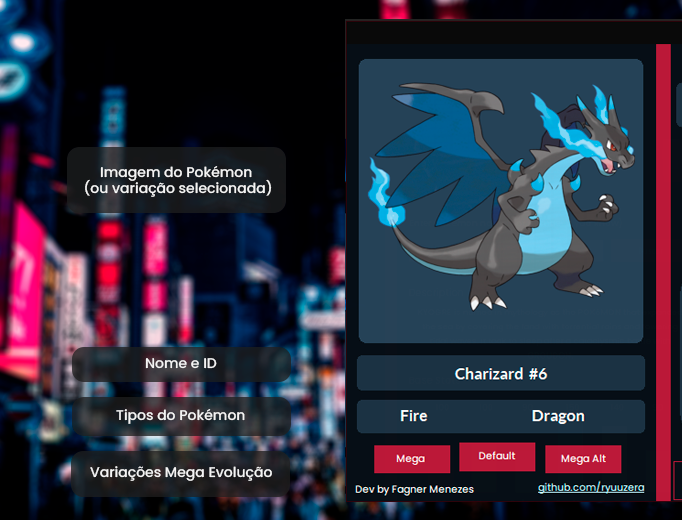 Imagem do Pokémon
(ou variação selecionada)
Nome e ID
Tipos do Pokémon
Variações Mega Evolução
Charizard #6
Fire Dragon
Mega Default Mega Alt
Dev by Fagner Menezes github.com/ryuuzera